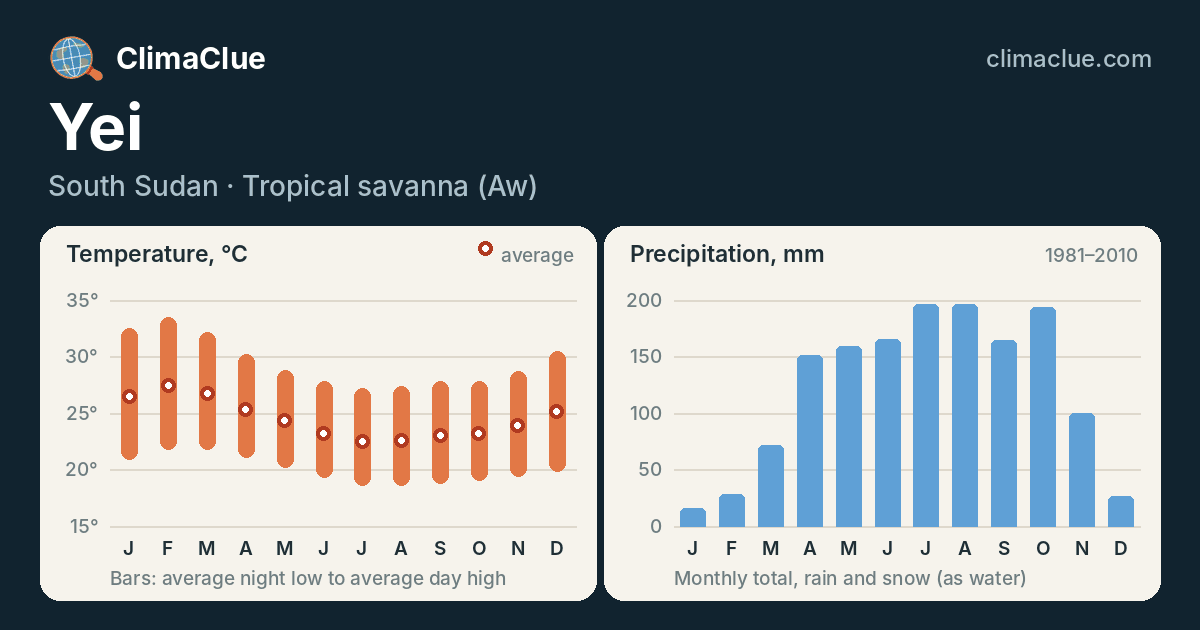 ClimaClue
climaclue.com
Yei
South Sudan · Tropical savanna (Aw)
Temperature, °C
average
35°
30°
25°
20°
15°
J F M A M J J A S O N D
Bars: average night low to average day high
Precipitation, mm
1981–2010
200
150
100
50
0
J F M A M J J A S O N D
Monthly total, rain and snow (as water)